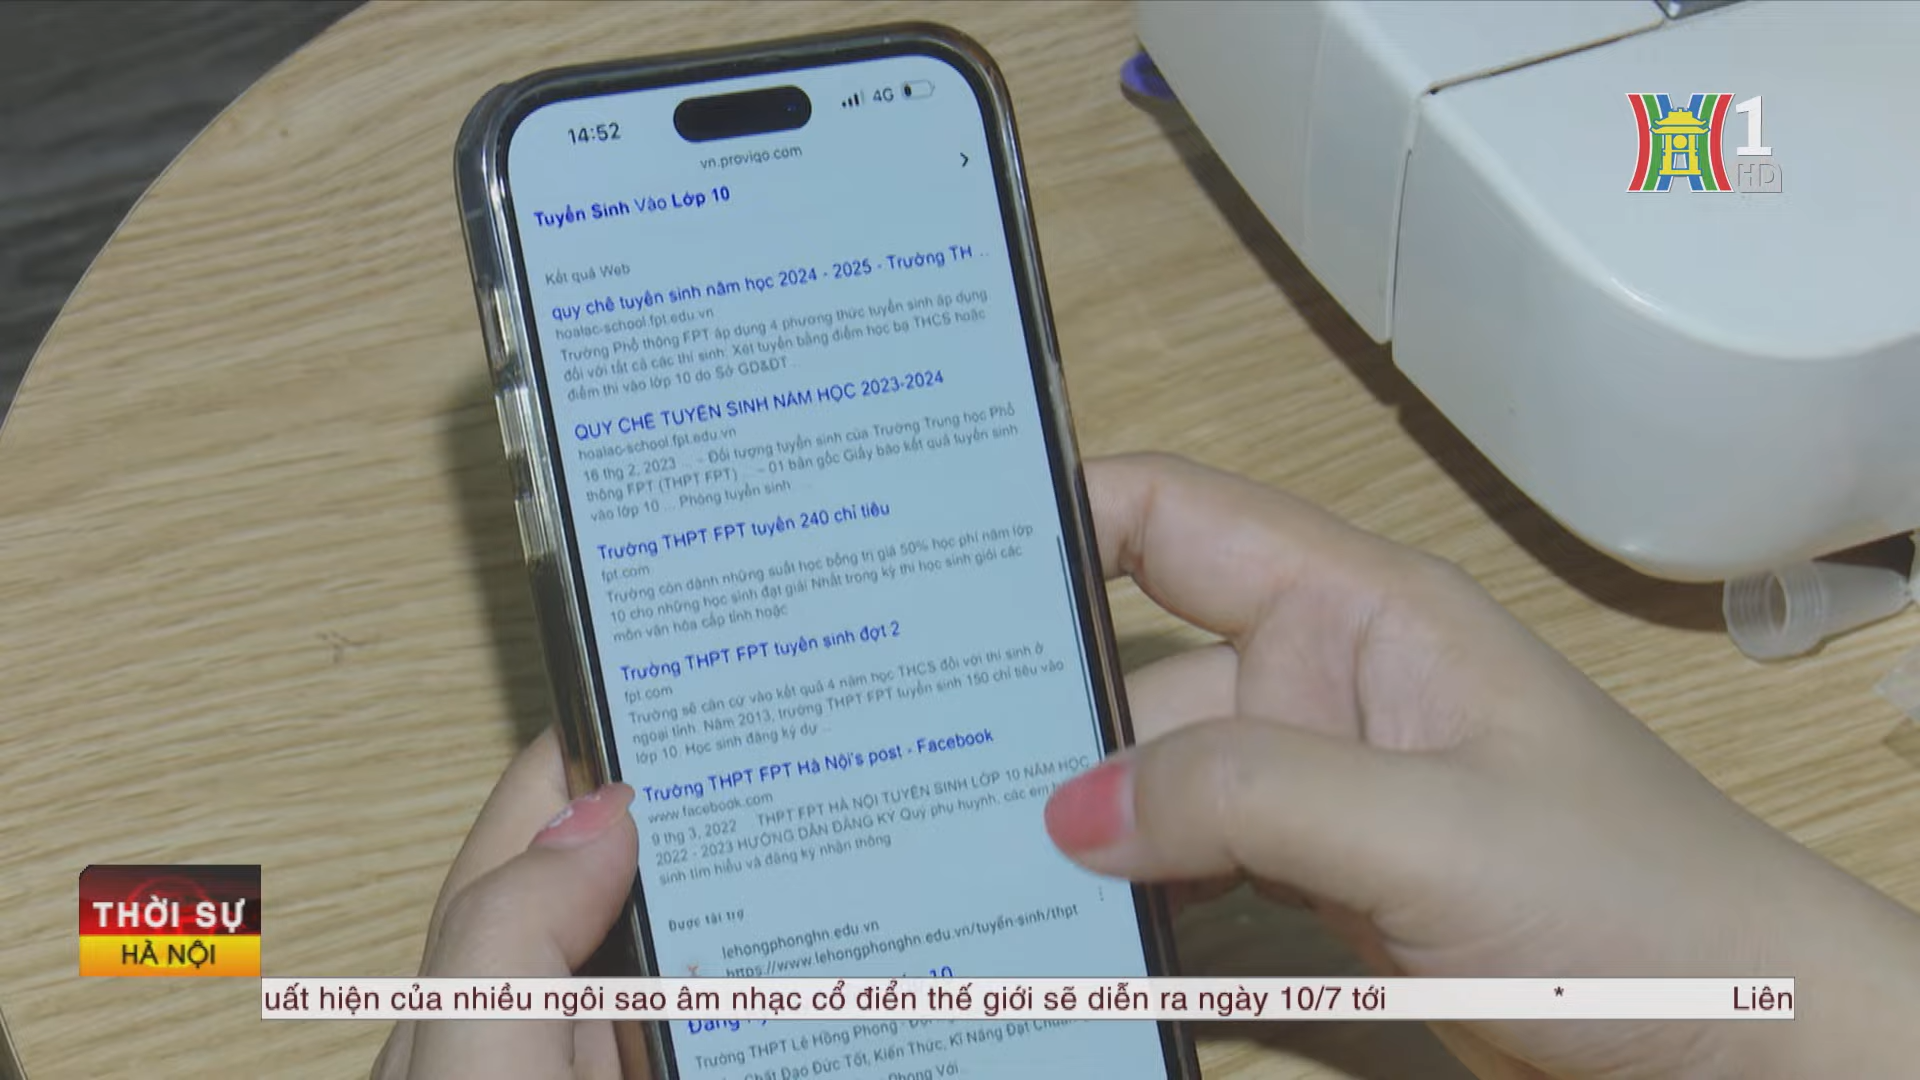 14:52
4G
vn.proviqo.com
Tuyển Sinh Vào Lớp 10
Kết quả Web
quy chế tuyển sinh năm học 2024 - 2025 - Trường TH ...
hoalac-school.fpt.edu.vn
Trường Phổ thông FPT áp dụng 4 phương thức tuyển sinh áp dụng
đối với tất cả các thí sinh: Xét tuyển bằng điểm học bạ THCS hoặc
điểm thi vào lớp 10 do Sở GD&ĐT ...
QUY CHẾ TUYỂN SINH NĂM HỌC 2023-2024
hoalac-school.fpt.edu.vn
16 thg 2, 2023 ... - Đối tượng tuyển sinh của Trường Trung học Phổ
thông FPT (THPT FPT) ... – 01 bản gốc Giấy báo kết quả tuyển sinh
vào lớp 10 ... Phòng tuyển sinh
Trường THPT FPT tuyển 240 chỉ tiêu
fpt.com
Trường còn dành những suất học bổng trị giá 50% học phí năm lớp
10 cho những học sinh đạt giải Nhất trong kỳ thi học sinh giỏi các
môn văn hóa cấp tỉnh hoặc
Trường THPT FPT tuyển sinh đợt 2
fpt.com
Trường sẽ căn cứ vào kết quả 4 năm học THCS đối với thí sinh ở
ngoại tỉnh. Năm 2013, trường THPT FPT tuyển sinh 150 chỉ tiêu vào
lớp 10. Học sinh đăng ký dự ...
Trường THPT FPT Hà Nội's post - Facebook
www.facebook.com
9 thg 3, 2022 ... THPT FPT HÀ NỘI TUYỂN SINH LỚP 10 NĂM HỌC
2022 - 2023 HƯỚNG DẪN ĐĂNG KÝ Quý phụ huynh, các em
sinh tìm hiểu và đăng ký nhận thông
Được tài trợ
lehongphonghn.edu.vn
https://www.lehongphonghn.edu.vn/tuyển-sinh/thpt
10
Trường THPT Lê Hồng Phong
Chất Đạo Đức Tốt, Kiến Thức, Kĩ Năng Đạt Chuẩn
Phong Với
1
HD
THỜI SỰ
HÀ NỘI
uất hiện của nhiều ngôi sao âm nhạc cổ điển thế giới sẽ diễn ra ngày 10/7 tới * Liên